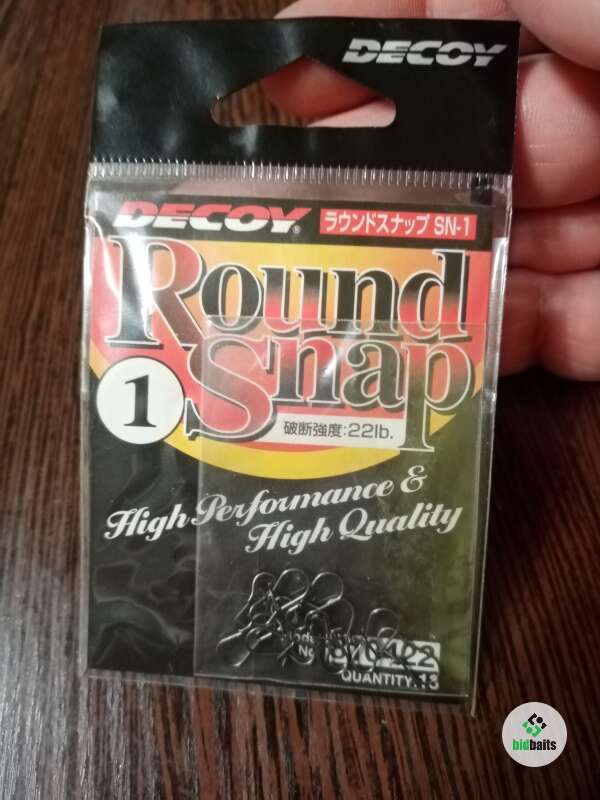 DECOY
DECOY®
ラウンドスナップ SN-1
Round
Snap
1
破断強度:22lb.
High Performance &
High Quality
QUANTITY.13
bidbaits